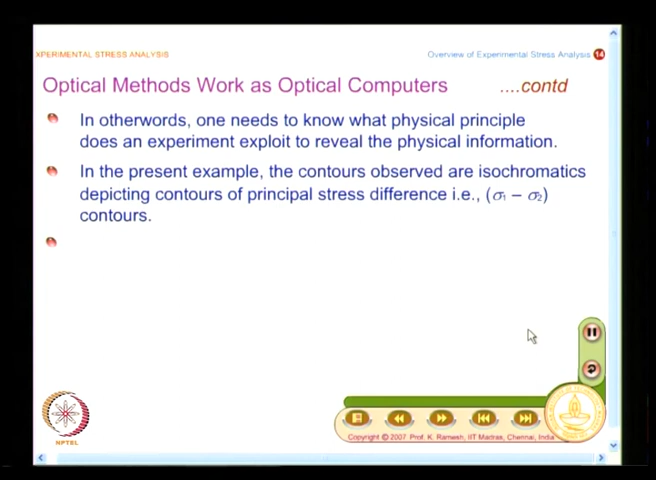 XPERIMENTAL STRESS ANALYSIS
Overview of Experimental Stress Analysis 14
Optical Methods Work as Optical Computers ....contd
In otherwords, one needs to know what physical principle
does an experiment exploit to reveal the physical information.
In the present example, the contours observed are isochromatics
depicting contours of principal stress difference i.e., (σ₁ − σ₂)
contours.
NPTEL
Copyright © 2007 Prof. K. Ramesh, IIT Madras, Chennai, India